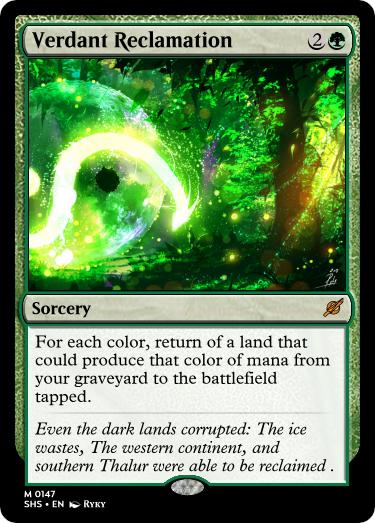 Verdant Reclamation 2
Sorcery
For each color, return of a land that
could produce that color of mana from
your graveyard to the battlefield
tapped.
Even the dark lands corrupted: The ice
wastes, The western continent, and
southern Thalur were able to be reclaimed .
M 0147
SHS • EN Ryky